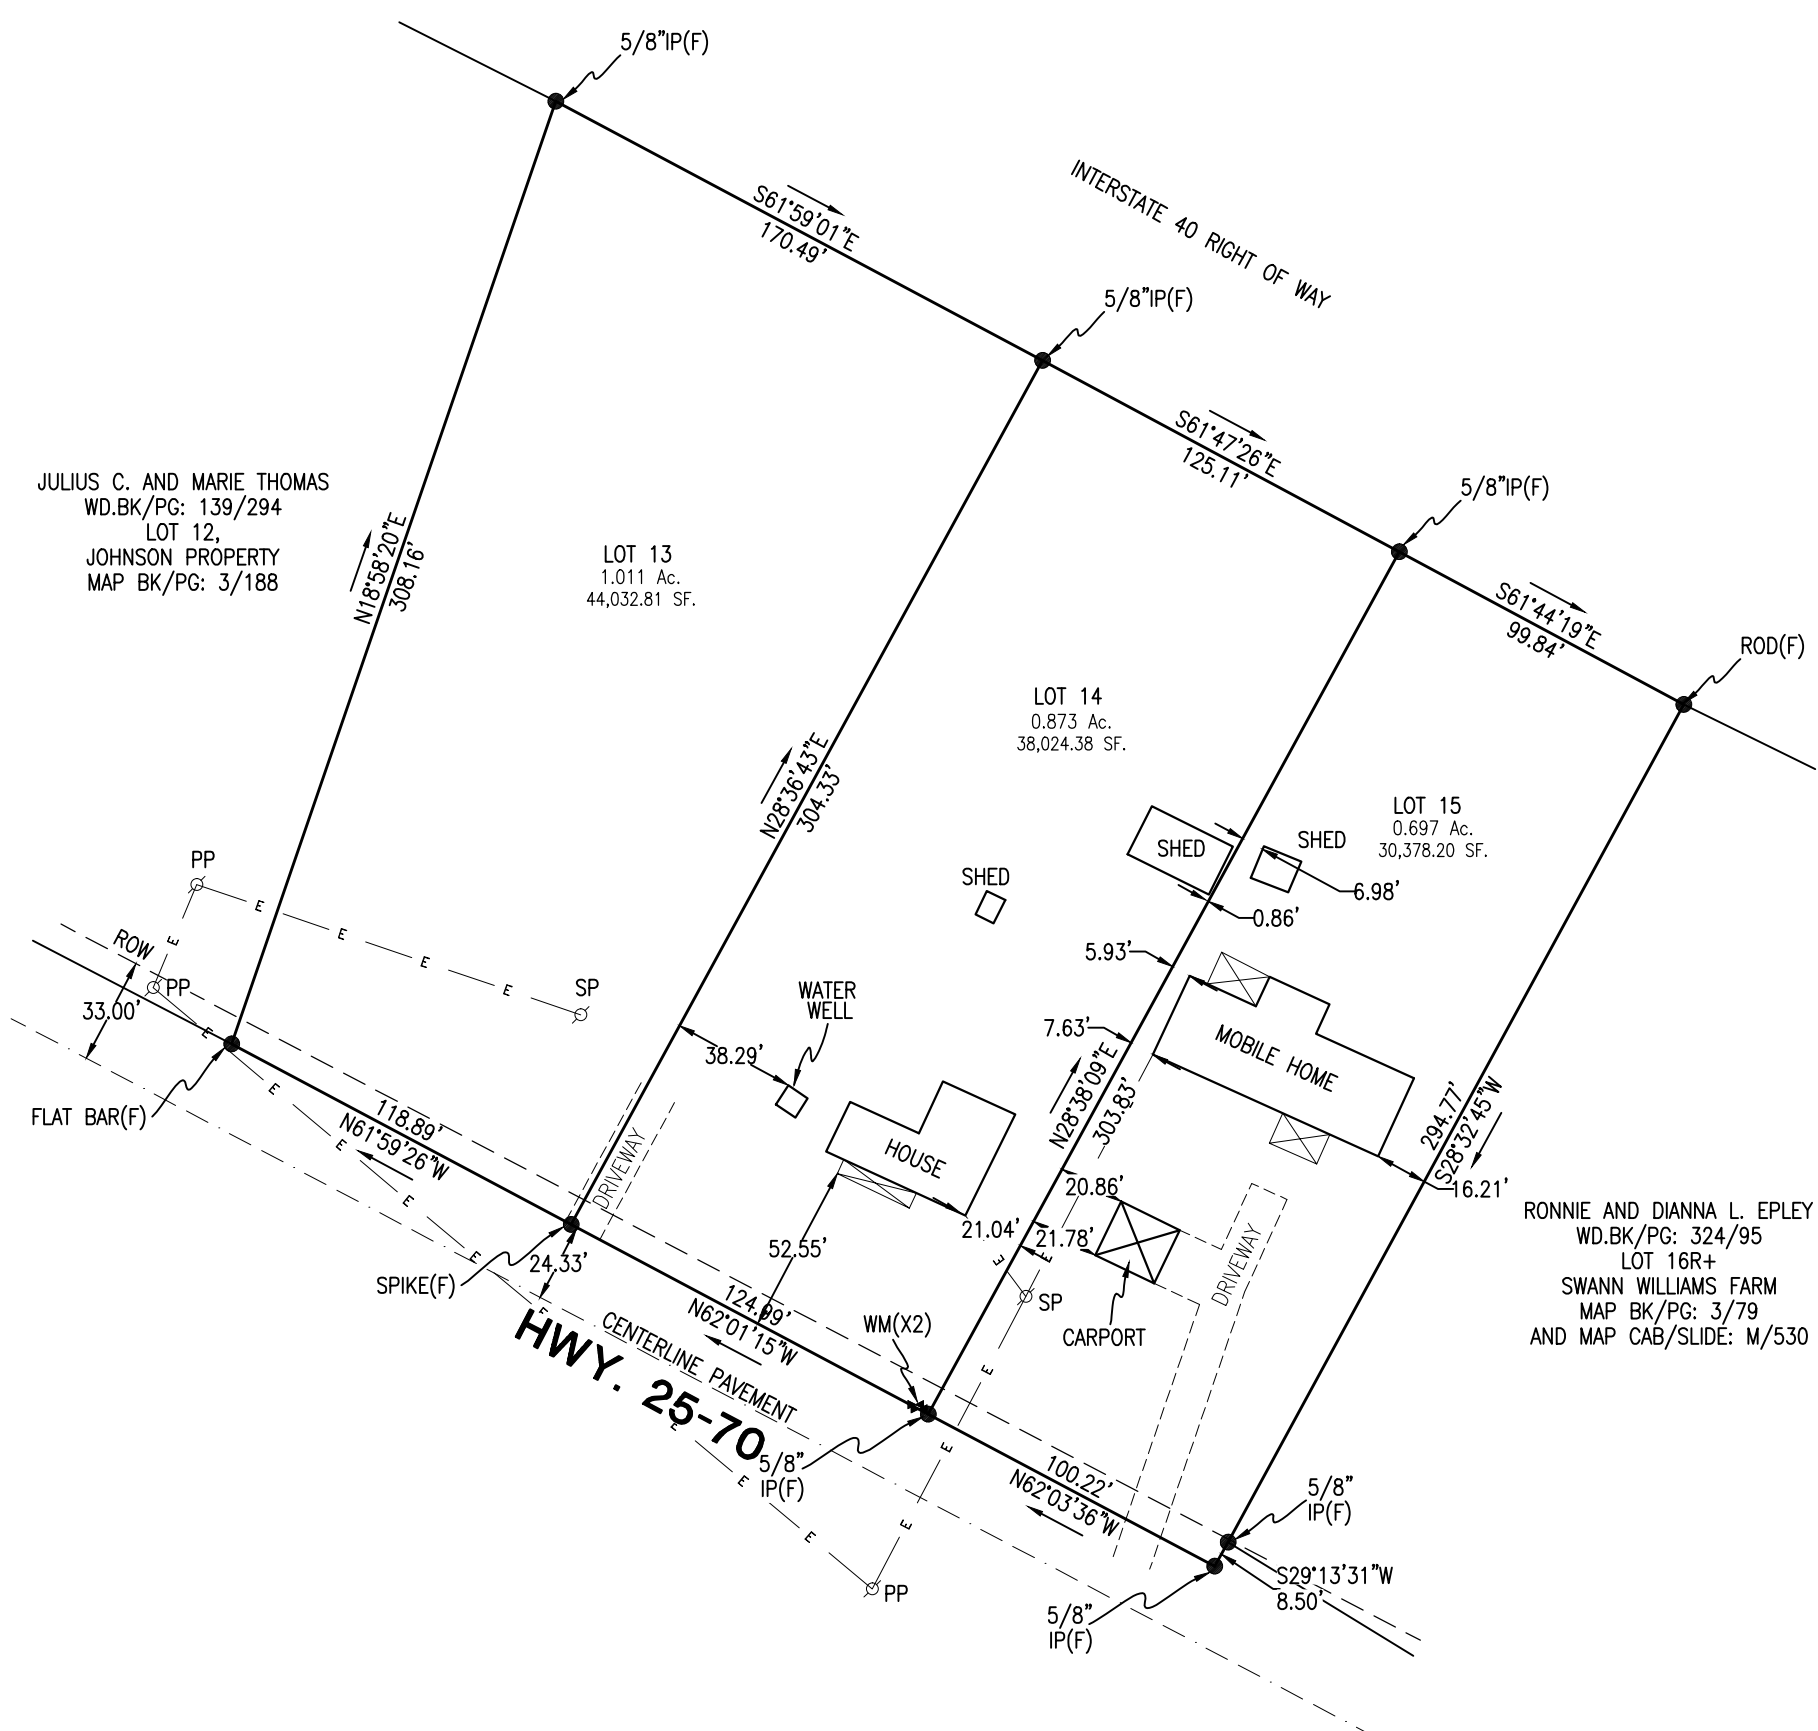 5/8"IP(F)
INTERSTATE 40 RIGHT OF WAY
S61°59'01"E
170.49'
5/8"IP(F)
S61°47'26"E
125.11'
5/8"IP(F)
S61°44'19"E
99.84'
ROD(F)
JULIUS C. AND MARIE THOMAS
WD.BK/PG: 139/294
LOT 12,
JOHNSON PROPERTY
MAP BK/PG: 3/188
N18°58'20"E
308.16'
LOT 13
1.011 Ac.
44,032.81 SF.
LOT 14
0.873 Ac.
38,024.38 SF.
N28°36'43"E
304.33'
LOT 15
0.697 Ac.
30,378.20 SF.
SHED
SHED
6.98'
0.86'
SHED
5.93'
7.63'
MOBILE HOME
N28°38'09"E
303.83'
294.77'
S28°32'45"W
16.21'
PP
E
E
E
E
E
SP
ROW
PP
33.00'
E
E
E
E
E
E
E
E
E
FLAT BAR(F)
118.89'
N61°59'26"W
WATER
WELL
38.29'
HOUSE
DRIVEWAY
SPIKE(F)
24.33'
52.55'
21.04'
20.86'
21.78'
E
E
E
E
E
SP
CARPORT
DRIVEWAY
RONNIE AND DIANNA L. EPLEY
WD.BK/PG: 324/95
LOT 16R+
SWANN WILLIAMS FARM
MAP BK/PG: 3/79
AND MAP CAB/SLIDE: M/530
124.99'
N62°01'15"W
WM(X2)
CENTERLINE PAVEMENT
HWY. 25-70
5/8"
IP(F)
100.22'
N62°03'36"W
5/8"
IP(F)
S29°13'31"W
8.50'
PP
5/8"
IP(F)